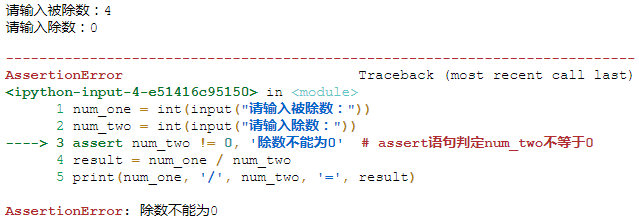 请输入被除数：4
请输入除数：0
---------------------------------------------------------------------------
AssertionError                            Traceback (most recent call last)
<ipython-input-4-e51416c95150> in <module>
      1 num_one = int(input("请输入被除数："))
      2 num_two = int(input("请输入除数："))
----> 3 assert num_two != 0, '除数不能为0'  # assert语句判定num_two不等于0
      4 result = num_one / num_two
      5 print(num_one, '/', num_two, '=', result)
AssertionError: 除数不能为0